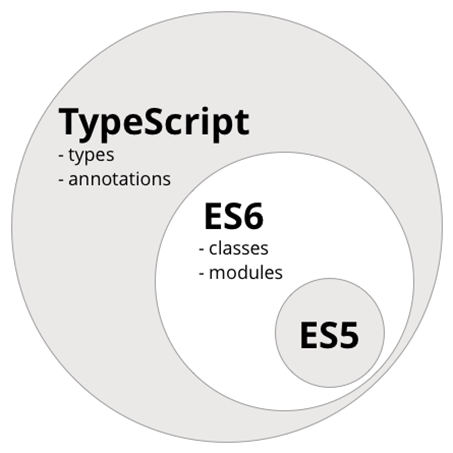 TypeScript
- types
- annotations
ES6
- classes
- modules
ES5